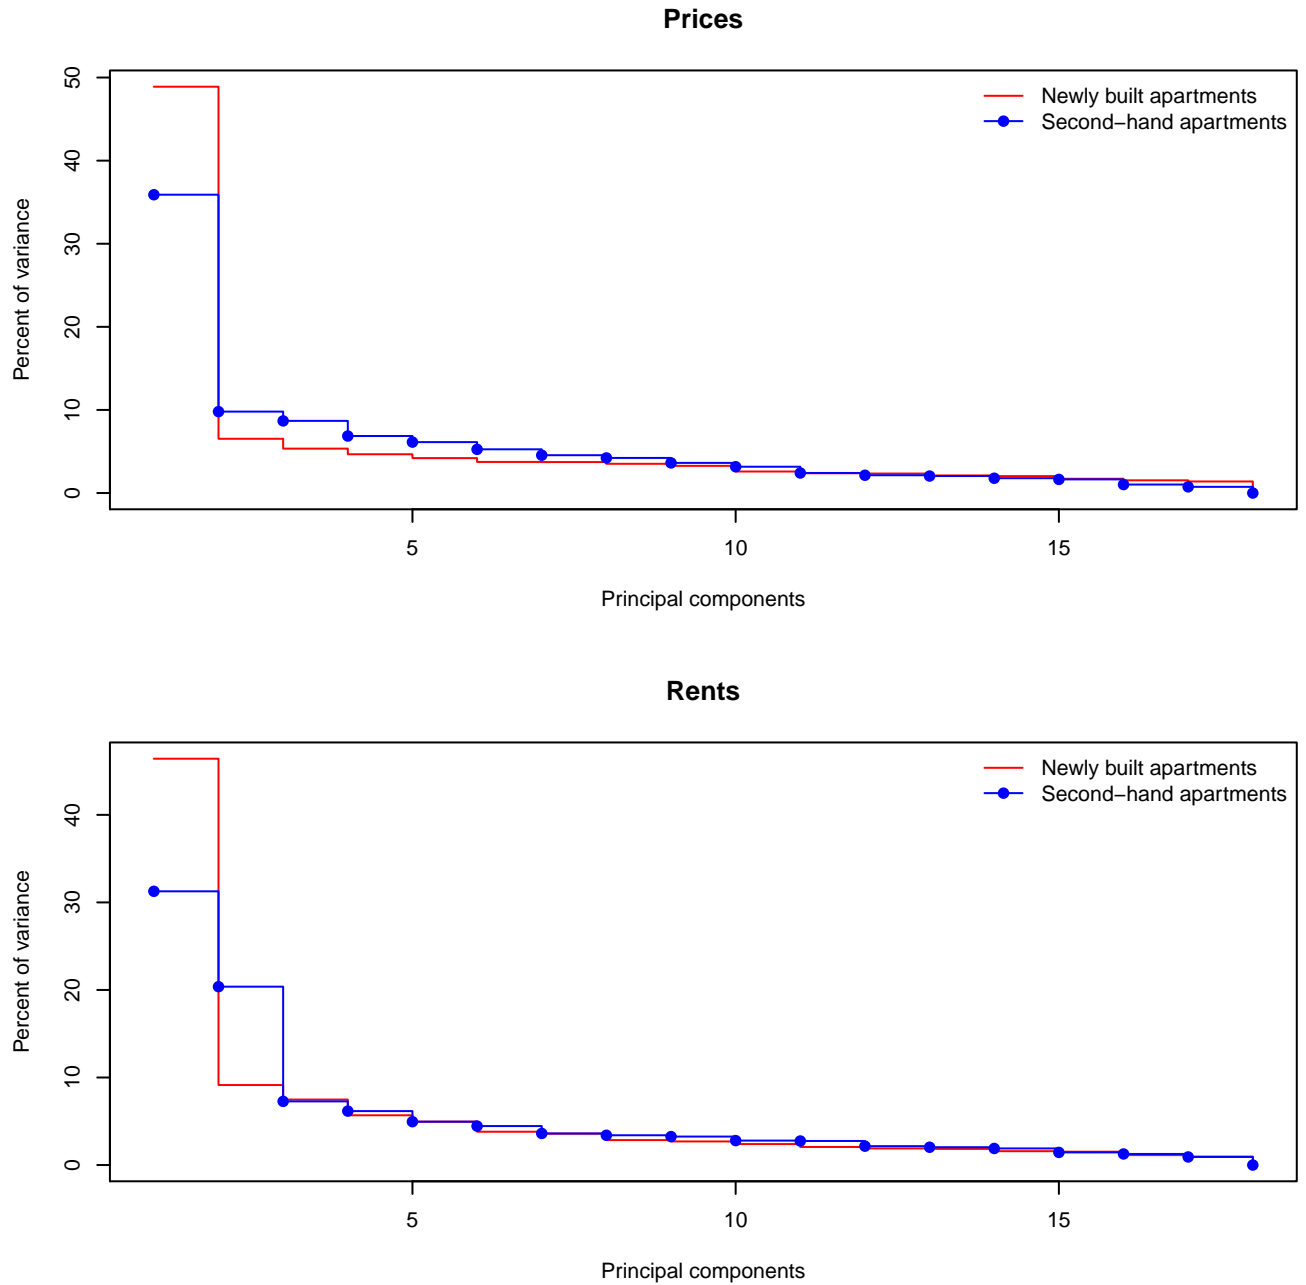 Prices
Newly built apartments
Second−hand apartments
Percent of variance
50
40
30
20
10
0
5 10 15
Principal components
Rents
Newly built apartments
Second−hand apartments
Percent of variance
40
30
20
10
0
5 10 15
Principal components